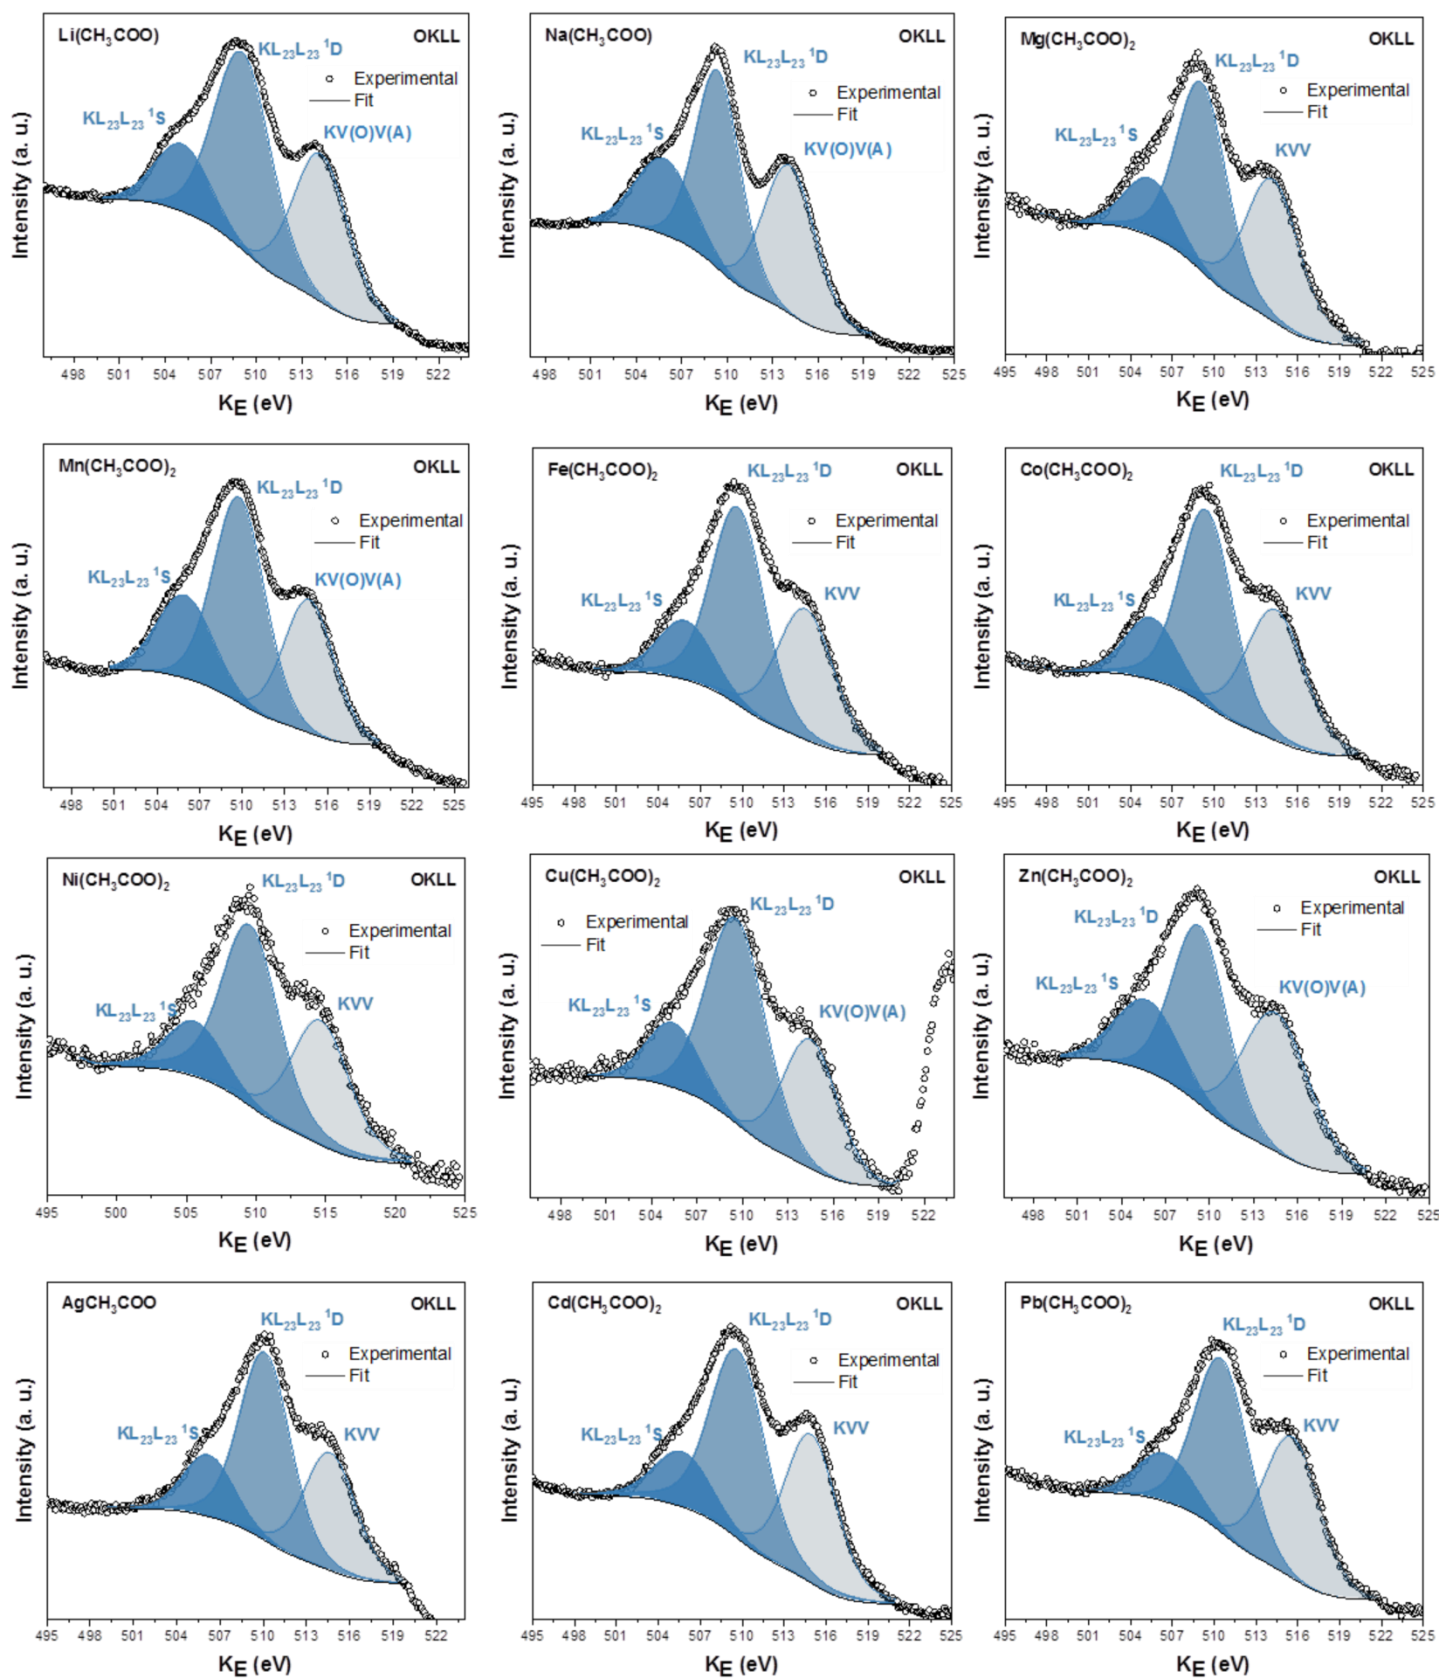 Li(CH₃COO) OKLL
KL₂₃L₂₃ ¹D
Experimental
Fit
KL₂₃L₂₃ ¹S
KV(O)V(A)
Intensity (a. u.)
498 501 504 507 510 513 516 519 522
K_E (eV)
Na(CH₃COO) OKLL
KL₂₃L₂₃ ¹D
Experimental
Fit
KL₂₃L₂₃ ¹S
KV(O)V(A)
Intensity (a. u.)
498 501 504 507 510 513 516 519 522 525
K_E (eV)
Mg(CH₃COO)₂ OKLL
KL₂₃L₂₃ ¹D
Experimental
Fit
KL₂₃L₂₃ ¹S
KVV
Intensity (a. u.)
495 498 501 504 507 510 513 516 519 522 525
K_E (eV)
Mn(CH₃COO)₂ OKLL
KL₂₃L₂₃ ¹D
Experimental
Fit
KL₂₃L₂₃ ¹S
KV(O)V(A)
Intensity (a. u.)
498 501 504 507 510 513 516 519 522 525
K_E (eV)
Fe(CH₃COO)₂ OKLL
KL₂₃L₂₃ ¹D
Experimental
Fit
KL₂₃L₂₃ ¹S
KVV
Intensity (a. u.)
495 498 501 504 507 510 513 516 519 522 525
K_E (eV)
Co(CH₃COO)₂ OKLL
KL₂₃L₂₃ ¹D
Experimental
Fit
KL₂₃L₂₃ ¹S
KVV
Intensity (a. u.)
495 498 501 504 507 510 513 516 519 522 525
K_E (eV)
Ni(CH₃COO)₂ OKLL
KL₂₃L₂₃ ¹D
Experimental
Fit
KL₂₃L₂₃ ¹S
KVV
Intensity (a. u.)
495 500 505 510 515 520 525
K_E (eV)
Cu(CH₃COO)₂ OKLL
KL₂₃L₂₃ ¹D
Experimental
Fit
KL₂₃L₂₃ ¹S
KV(O)V(A)
Intensity (a. u.)
498 501 504 507 510 513 516 519 522
K_E (eV)
Zn(CH₃COO)₂ OKLL
KL₂₃L₂₃ ¹D
Experimental
Fit
KL₂₃L₂₃ ¹S
KV(O)V(A)
Intensity (a. u.)
498 501 504 507 510 513 516 519 522 525
K_E (eV)
AgCH₃COO OKLL
KL₂₃L₂₃ ¹D
Experimental
Fit
KL₂₃L₂₃ ¹S
KVV
Intensity (a. u.)
495 498 501 504 507 510 513 516 519 522
K_E (eV)
Cd(CH₃COO)₂ OKLL
KL₂₃L₂₃ ¹D
Experimental
Fit
KL₂₃L₂₃ ¹S
KVV
Intensity (a. u.)
495 498 501 504 507 510 513 516 519 522 525
K_E (eV)
Pb(CH₃COO)₂ OKLL
KL₂₃L₂₃ ¹D
Experimental
Fit
KL₂₃L₂₃ ¹S
KVV
Intensity (a. u.)
495 498 501 504 507 510 513 516 519 522 525
K_E (eV)